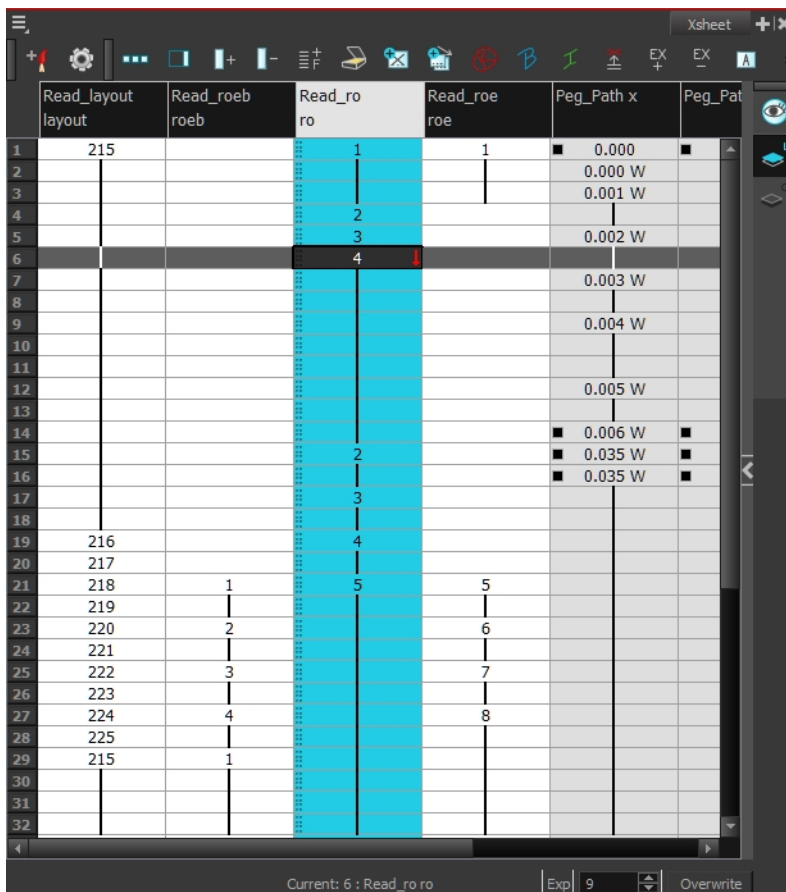 Xsheet
EX EX A
Read_layout Read_roeb Read_ro Read_roe Peg_Path x Peg_Pat
layout roeb ro roe
1 215 1 1 0.000
2 0.000 W
3 0.001 W
4 2
5 3 0.002 W
6 4
7 0.003 W
8
9 0.004 W
10
11
12 0.005 W
13
14 0.006 W
15 2 0.035 W
16 0.035 W
17 3
18
19 216 4
20 217
21 218 1 5 5
22 219
23 220 2 6
24 221
25 222 3 7
26 223
27 224 4 8
28 225
29 215 1
30
31
32
Current: 6 : Read_ro ro Exp 9 Overwrite